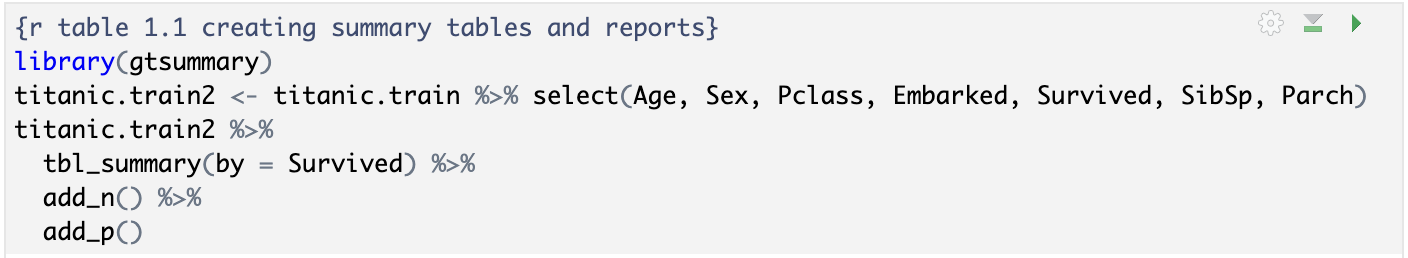 {r table 1.1 creating summary tables and reports}
library(gtsummary)
titanic.train2 <- titanic.train %>% select(Age, Sex, Pclass, Embarked, Survived, SibSp, Parch)
titanic.train2 %>%
  tbl_summary(by = Survived) %>%
  add_n() %>%
  add_p()